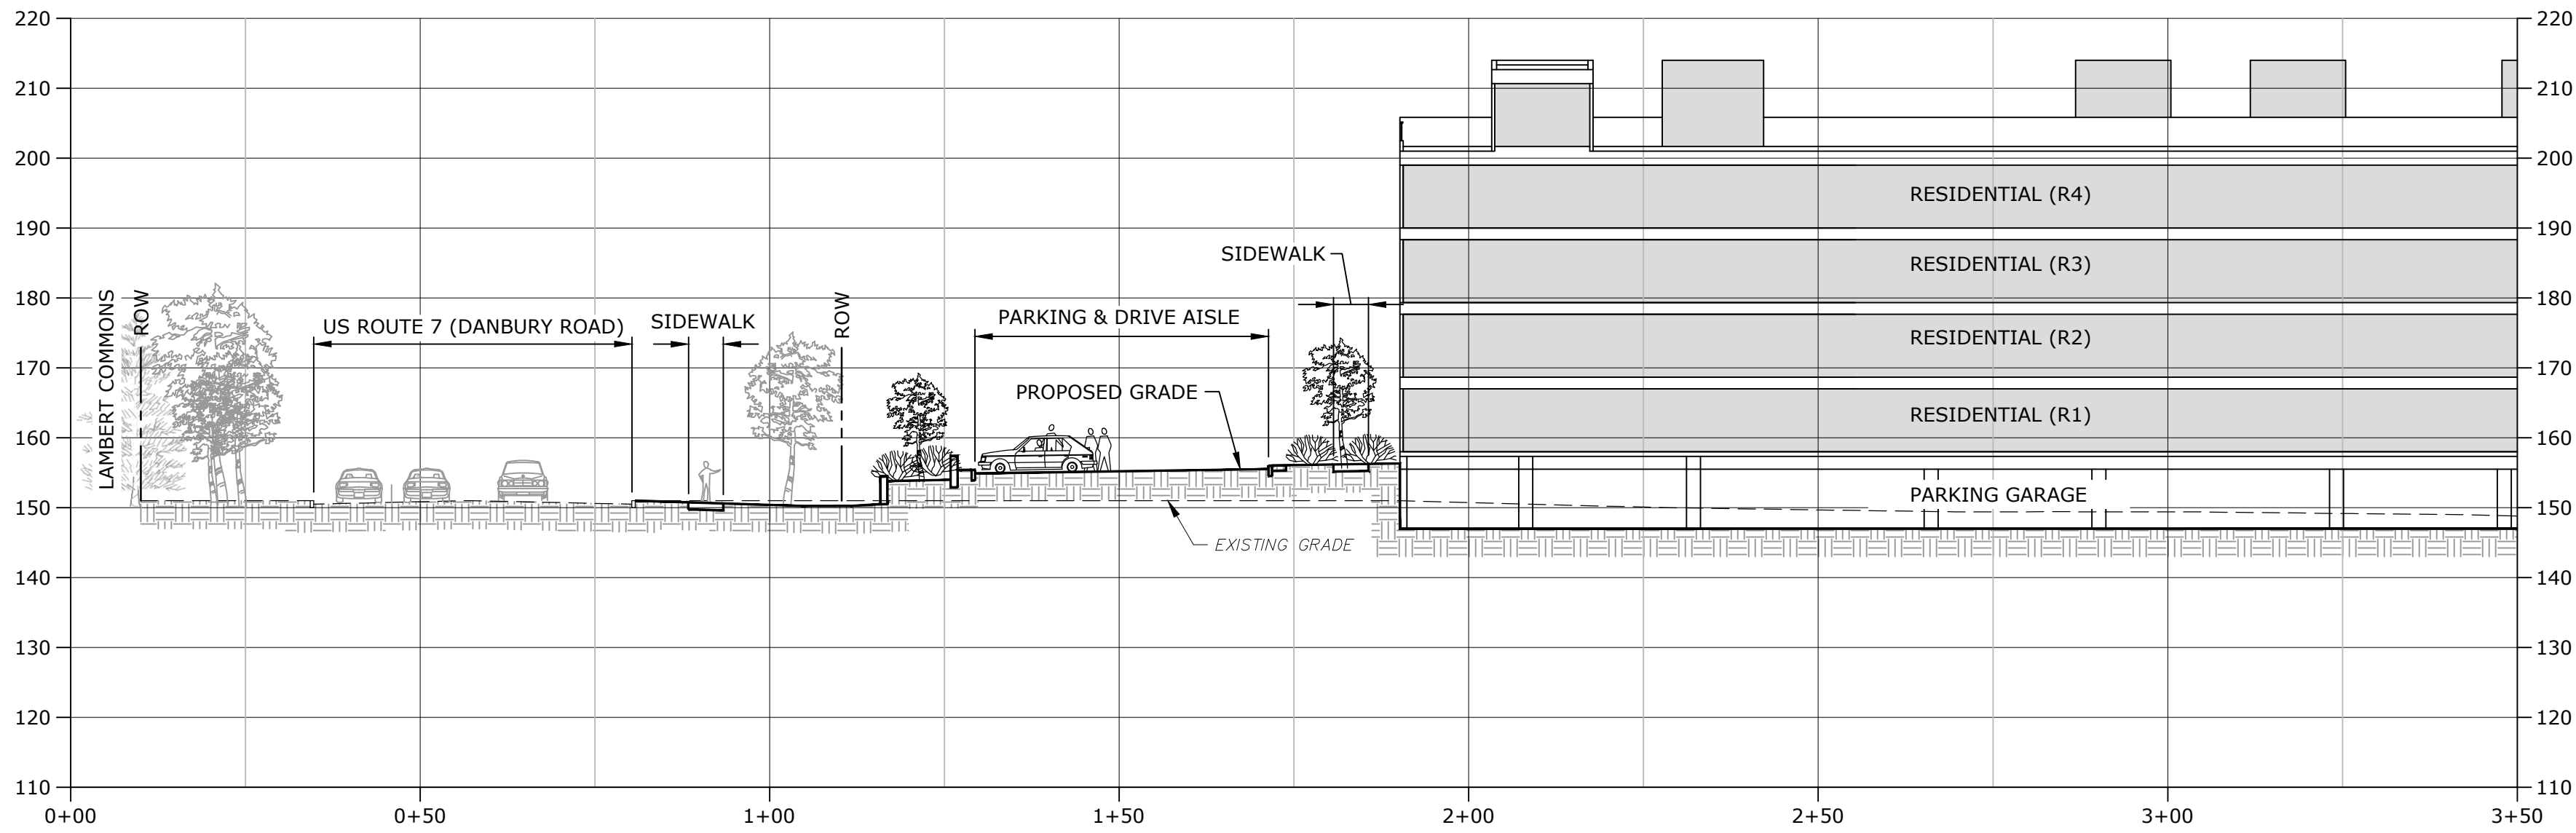 220
210
200
190
180
170
160
150
140
130
120
110
LAMBERT COMMONS
ROW
US ROUTE 7 (DANBURY ROAD)
SIDEWALK
ROW
PARKING & DRIVE AISLE
PROPOSED GRADE
SIDEWALK
EXISTING GRADE
RESIDENTIAL (R4)
RESIDENTIAL (R3)
RESIDENTIAL (R2)
RESIDENTIAL (R1)
PARKING GARAGE
220
210
200
190
180
170
160
150
140
130
120
110
0+00 0+50 1+00 1+50 2+00 2+50 3+00 3+50